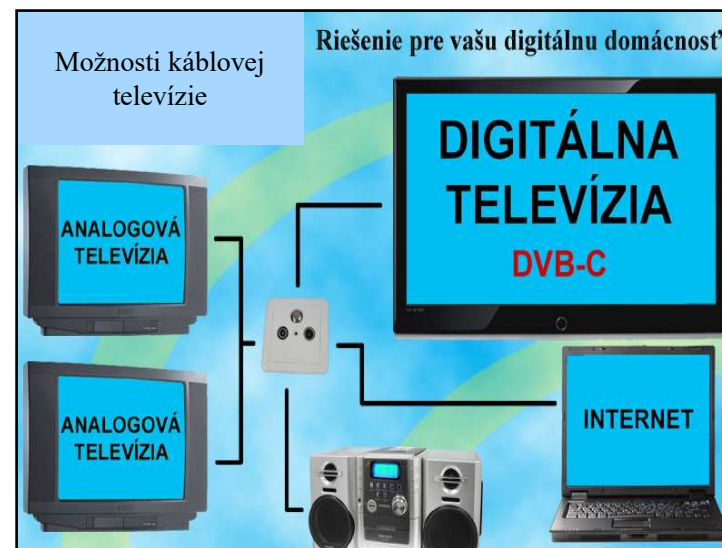 Možnosti káblovej
televízie
Riešenie pre vašu digitálnu domácnosť
DIGITÁLNA
TELEVÍZIA
DVB-C
ANALOGOVÁ
TELEVÍZIA
ANALOGOVÁ
TELEVÍZIA
INTERNET